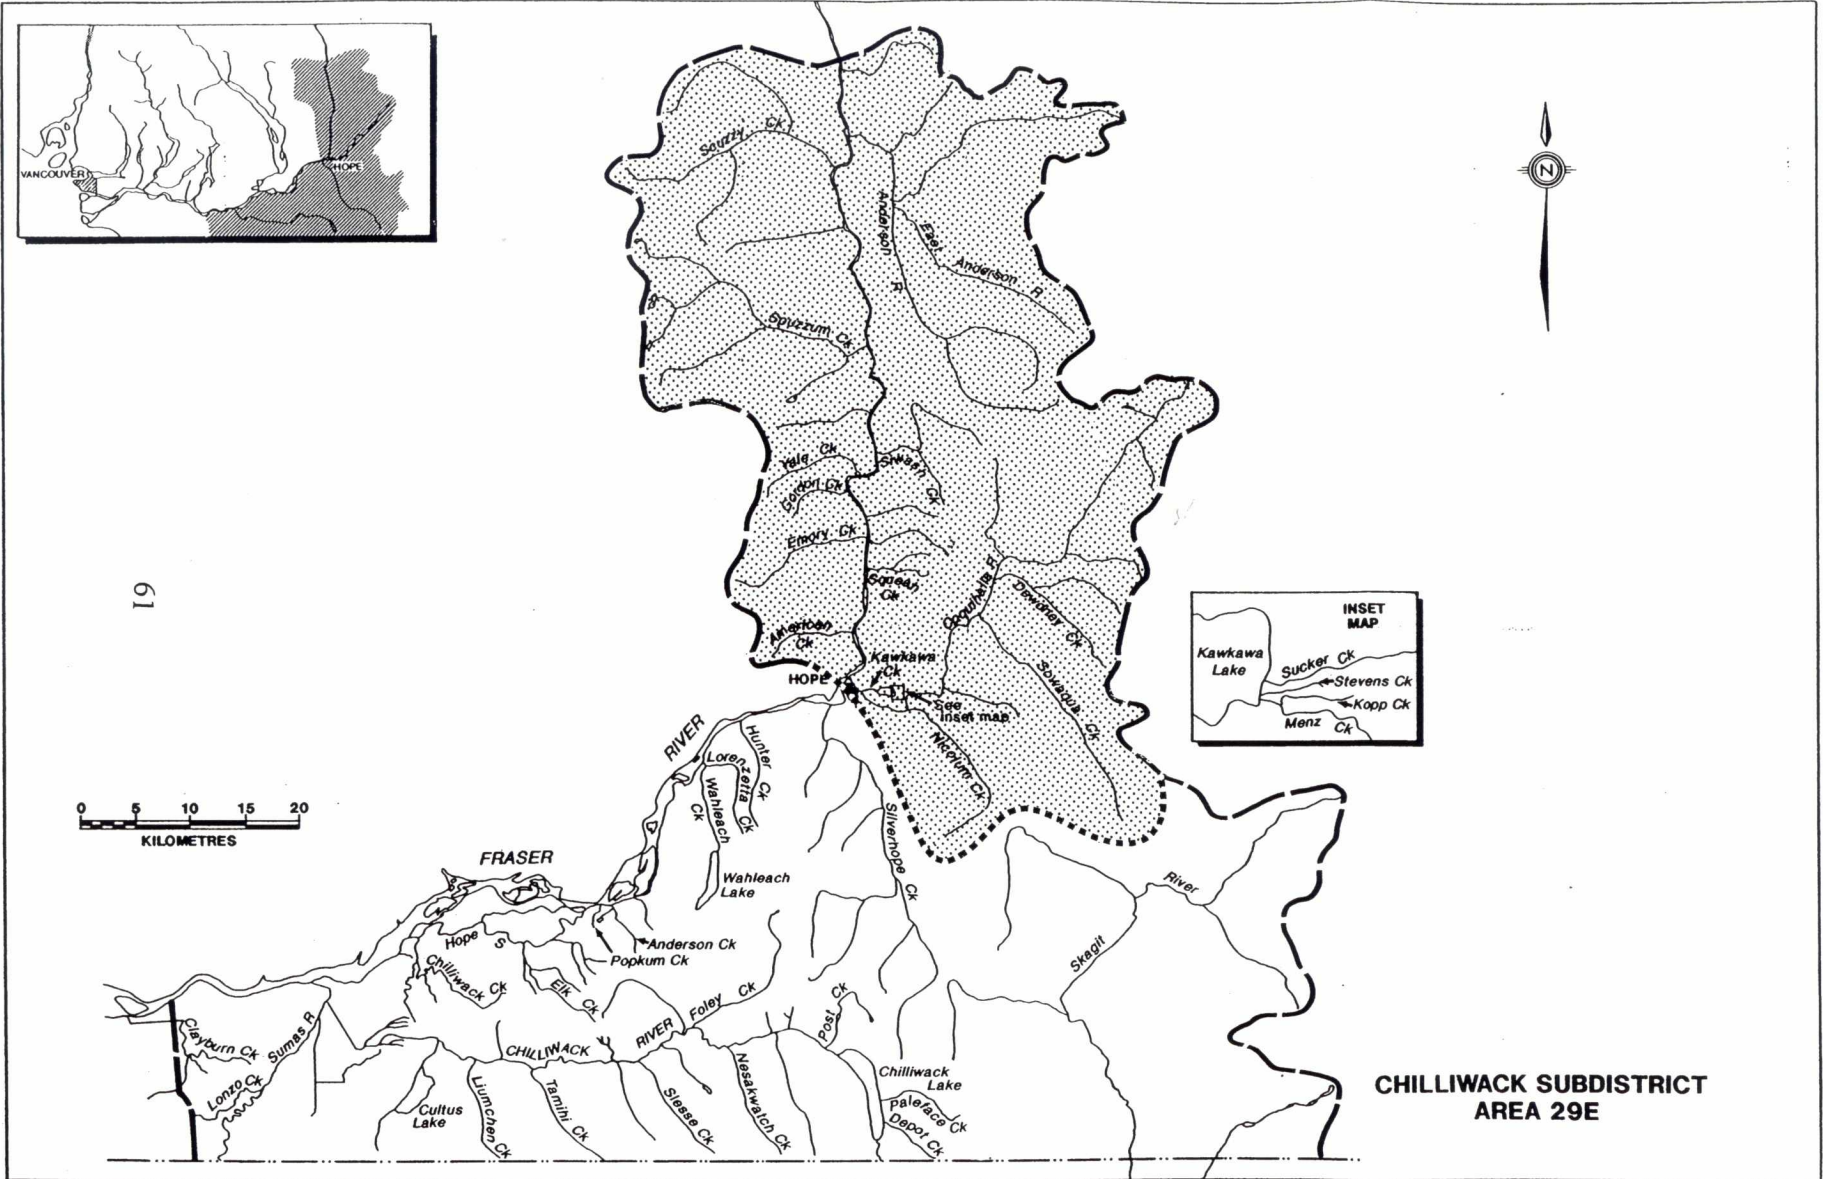 VANCOUVER
HOPE
Scuzzy Ck
Anderson R
East Anderson R
Spuzzum Ck
Yale Ck
Gordon Ck
Siwash Ck
Emory Ck
Squeah
Ck
Coquihalla R
Dewdney Ck
Sowaqua Ck
American
Ck
Kawkawa
Ck
HOPE
See
Inset map
Nicolum Ck
61
INSET
MAP
Kawkawa
Lake
Sucker Ck
Stevens Ck
Kopp Ck
Menz Ck
N
0 5 10 15 20
KILOMETRES
FRASER
RIVER
Hunter Ck
Lorenzetta Ck
Wahleach
Ck
Wahleach
Lake
Silverhope Ck
Skagit River
Hope S
Anderson Ck
Popkum Ck
Chilliwack Ck
Elk Ck
Foley Ck
Post Ck
CHILLIWACK RIVER
Clayburn Ck
Sumas R
Lonzo Ck
Cultus
Lake
Liumchen Ck
Tamihi Ck
Slesse Ck
Nesakwatch Ck
Chilliwack
Lake
Paleface Ck
Depot Ck
CHILLIWACK SUBDISTRICT
AREA 29E